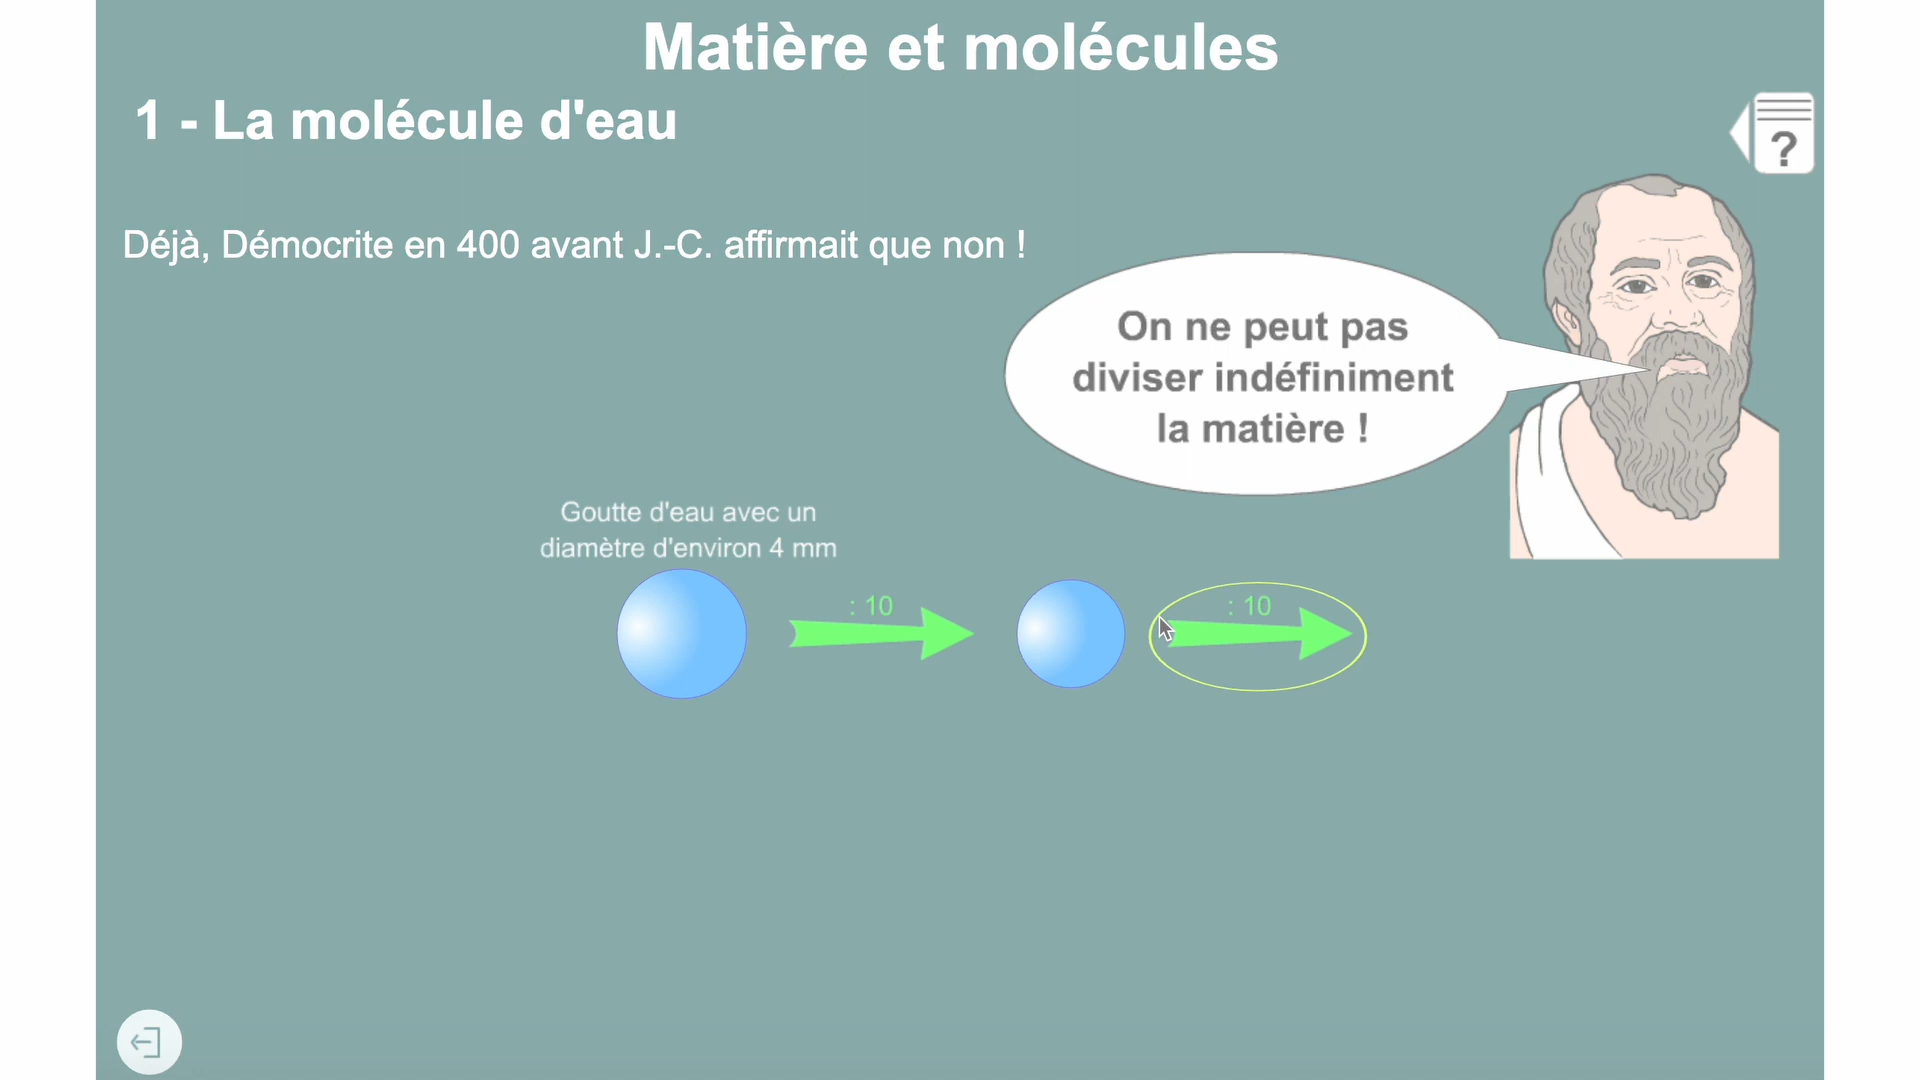 Matière et molécules
1 - La molécule d'eau
?
Déjà, Démocrite en 400 avant J.-C. affirmait que non !
On ne peut pas
diviser indéfiniment
la matière !
Goutte d'eau avec un
diamètre d'environ 4 mm
: 10
: 10